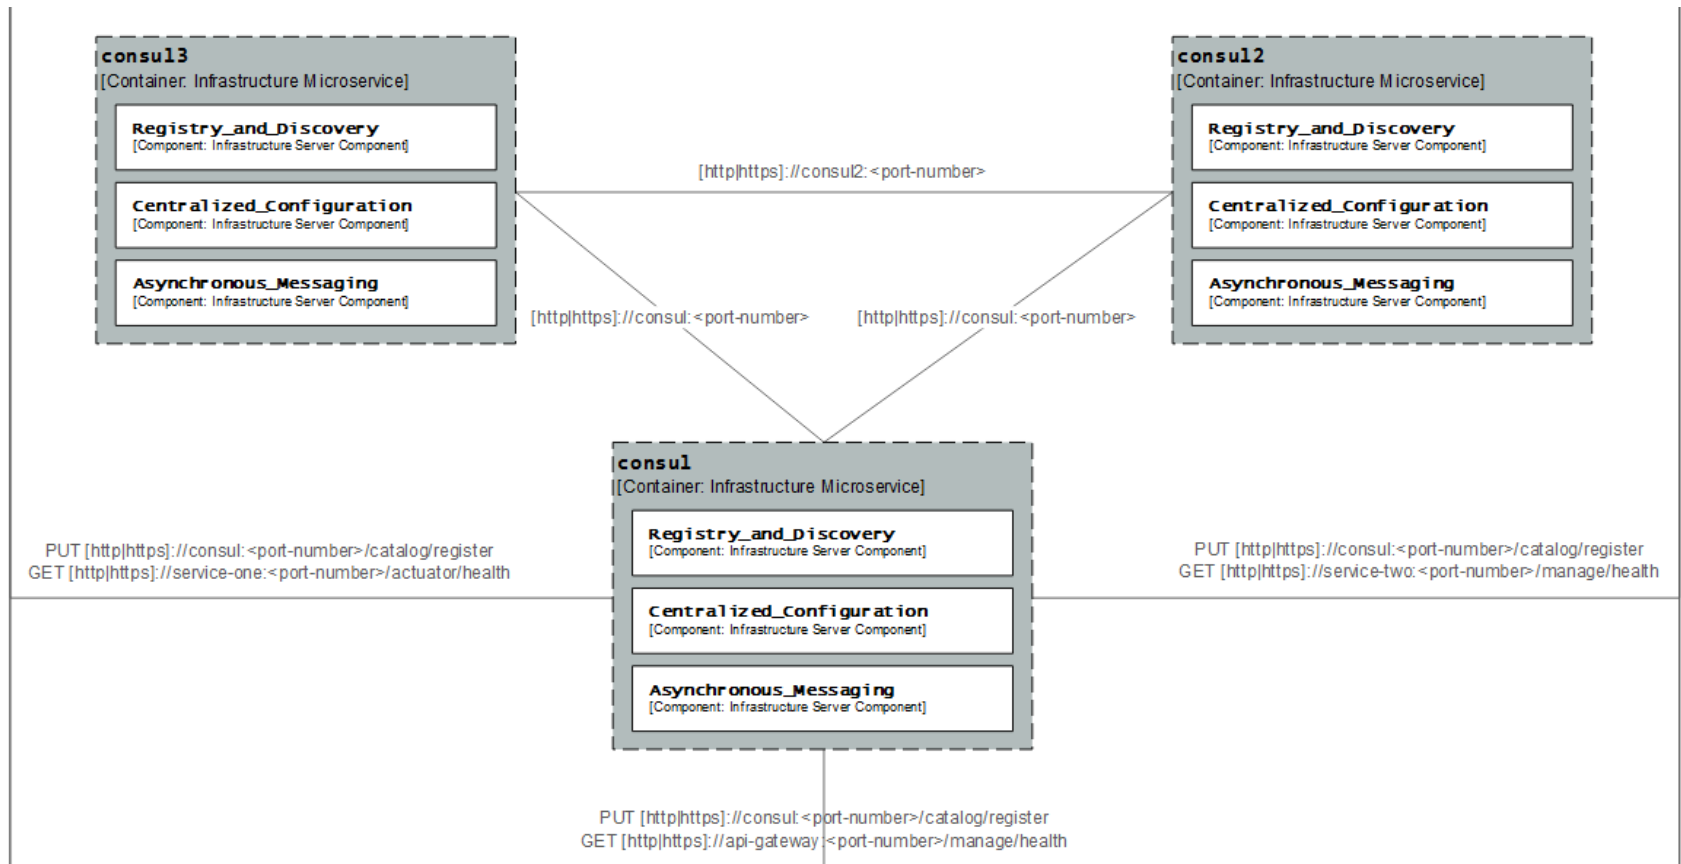 consul3
[Container: Infrastructure Microservice]
Registry_and_Discovery
[Component: Infrastructure Server Component]
Centralized_Configuration
[Component: Infrastructure Server Component]
Asynchronous_Messaging
[Component: Infrastructure Server Component]
consul2
[Container: Infrastructure Microservice]
Registry_and_Discovery
[Component: Infrastructure Server Component]
Centralized_Configuration
[Component: Infrastructure Server Component]
Asynchronous_Messaging
[Component: Infrastructure Server Component]
[http|https]://consul2:<port-number>
[http|https]://consul:<port-number>
[http|https]://consul:<port-number>
consul
[Container: Infrastructure Microservice]
Registry_and_Discovery
[Component: Infrastructure Server Component]
Centralized_Configuration
[Component: Infrastructure Server Component]
Asynchronous_Messaging
[Component: Infrastructure Server Component]
PUT [http|https]://consul:<port-number>/catalog/register
GET [http|https]://service-one:<port-number>/actuator/health
PUT [http|https]://consul:<port-number>/catalog/register
GET [http|https]://service-two:<port-number>/manage/health
PUT [http|https]://consul:<port-number>/catalog/register
GET [http|https]://api-gateway:<port-number>/manage/health